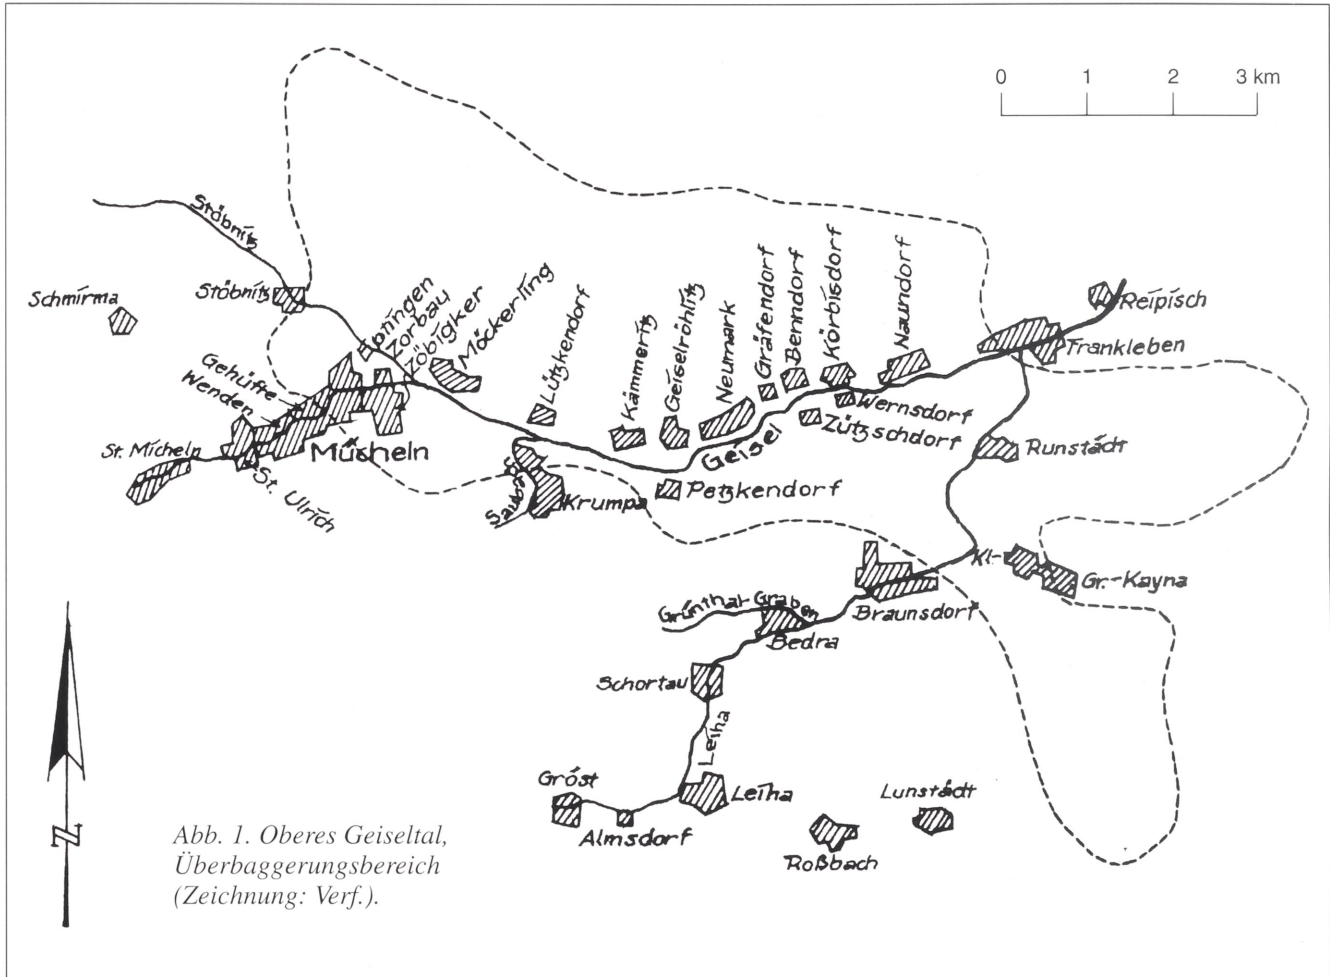 0 1 2 3 km
Stöbnitz
Schmirma
Stöbnitz
Eptingen
Zorbau
Zöbigker
Möckerling
Lützkendorf
Kämmeritz
Geiselröhlitz
Neumark
Gräfendorf
Benndorf
Körbisdorf
Naundorf
Reipisch
Frankleben
Gehüfte
Wenden
St. Micheln
Mücheln
St. Ulrich
Geisel
Wernsdorf
Zützschdorf
Runstädt
Petzkendorf
Krumpa
Kl-
Gr.-Kayna
Braunsdorf
Grünthar Graben
Bedra
Schortau
Leiha
Gröst
Almsdorf
Leiha
Lunstädt
Roßbach
N
Abb. 1. Oberes Geiseltal,
Überbaggerungsbereich
(Zeichnung: Verf.).